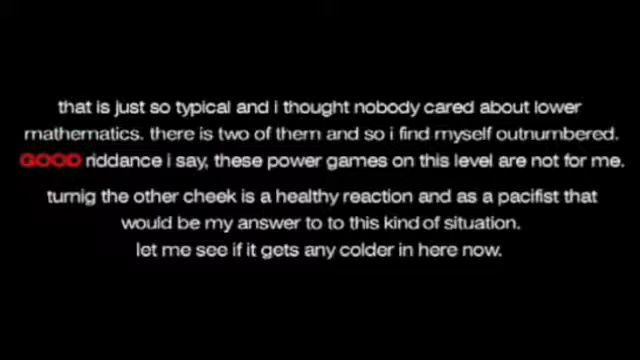 that is just so typical and i thought nobody cared about lower
mathematics. there is two of them and so i find myself outnumbered.
GOOD riddance i say, these power games on this level are not for me.
turnig the other cheek is a healthy reaction and as a pacifist that
would be my answer to to this kind of situation.
let me see if it gets any colder in here now.